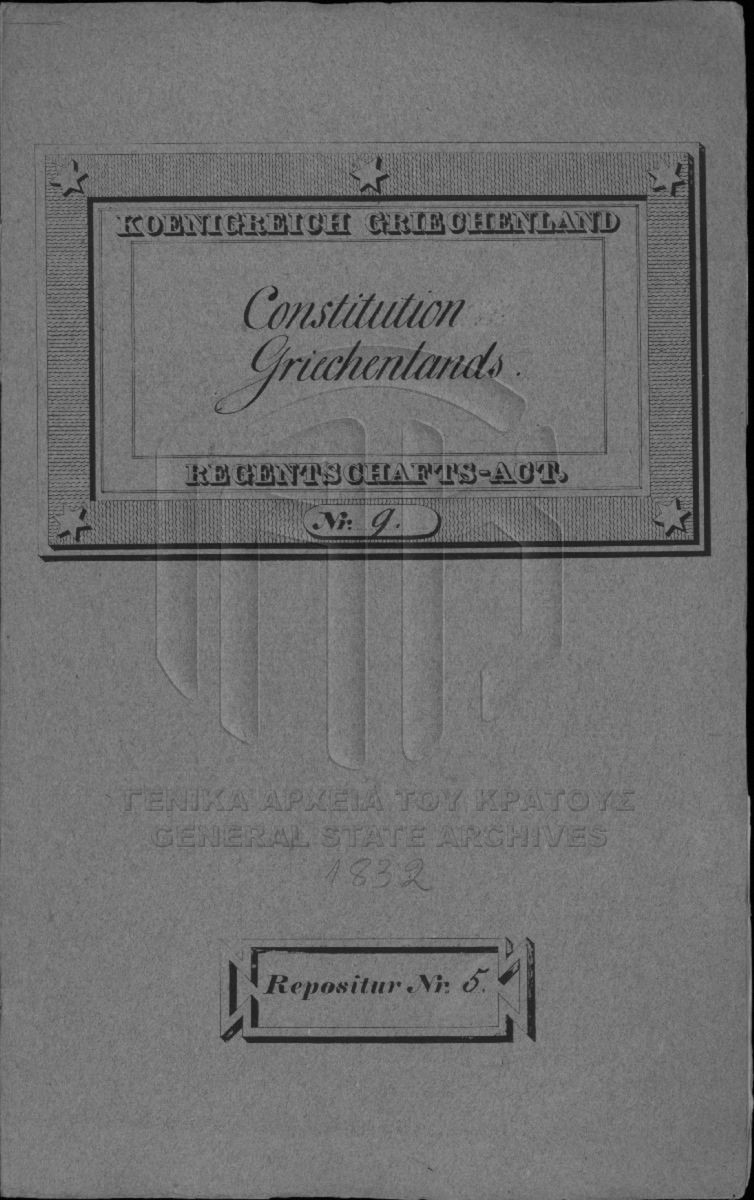 KOENIGREICH GRIECHENLAND
Constitution
Griechenlands.
REGENTSCHAFTS-ACT.
Nr. 9.
ΓΕΝΙΚΑ ΑΡΧΕΙΑ ΤΟΥ ΚΡΑΤΟΥΣ
GENERAL STATE ARCHIVES
1832
Repositur Nr. 5.